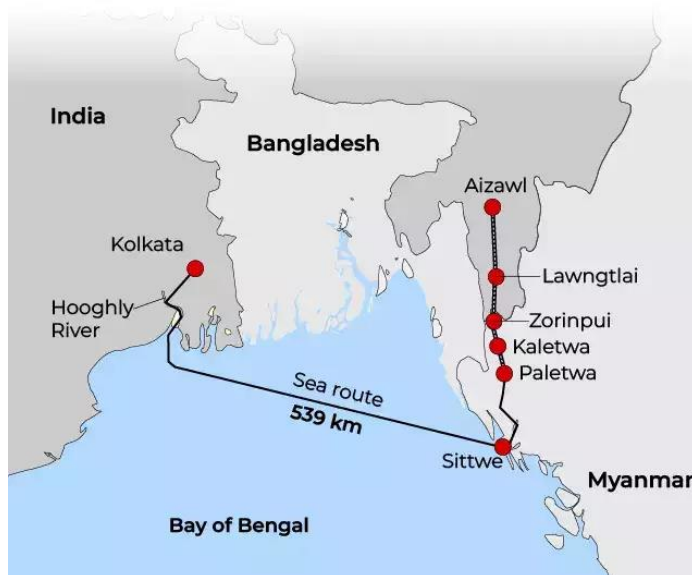 India
Bangladesh
Aizawl
Kolkata
Lawngtlai
Hooghly
River
Zorinpui
Kaletwa
Paletwa
Sea route
539 km
Sittwe
Myanmar
Bay of Bengal